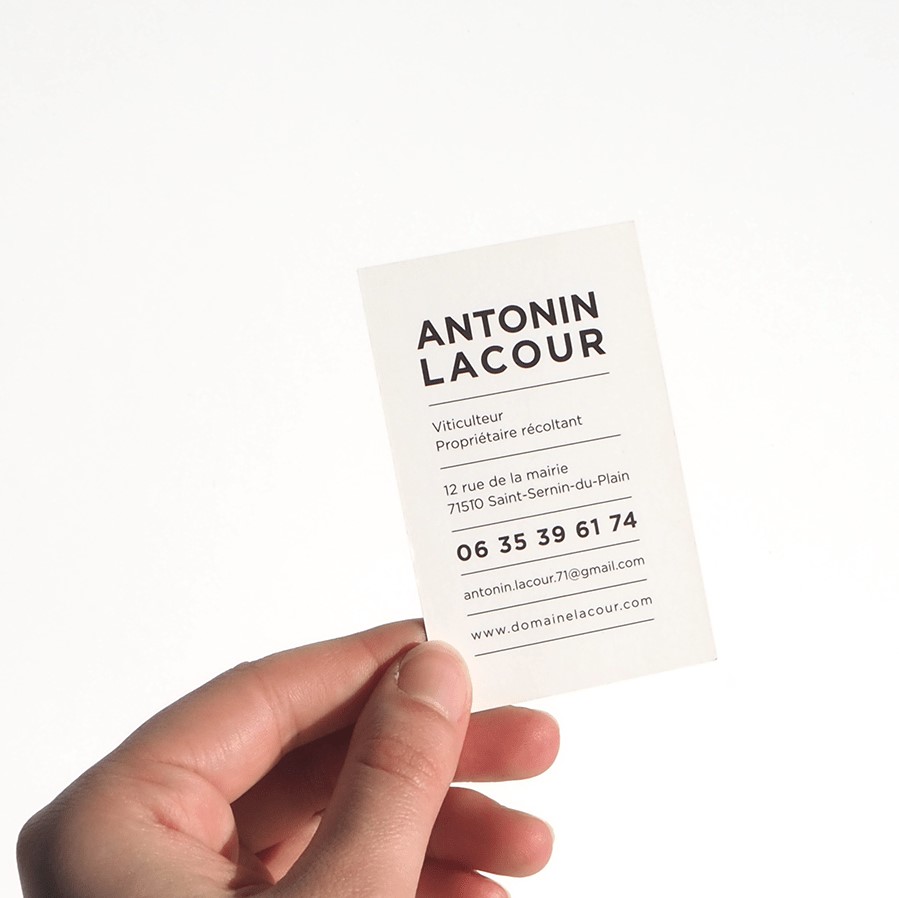 ANTONIN
LACOUR
Viticulteur
Propriétaire récoltant
12 rue de la mairie
71510 Saint-Sernin-du-Plain
06 35 39 61 74
antonin.lacour.71@gmail.com
www.domainelacour.com